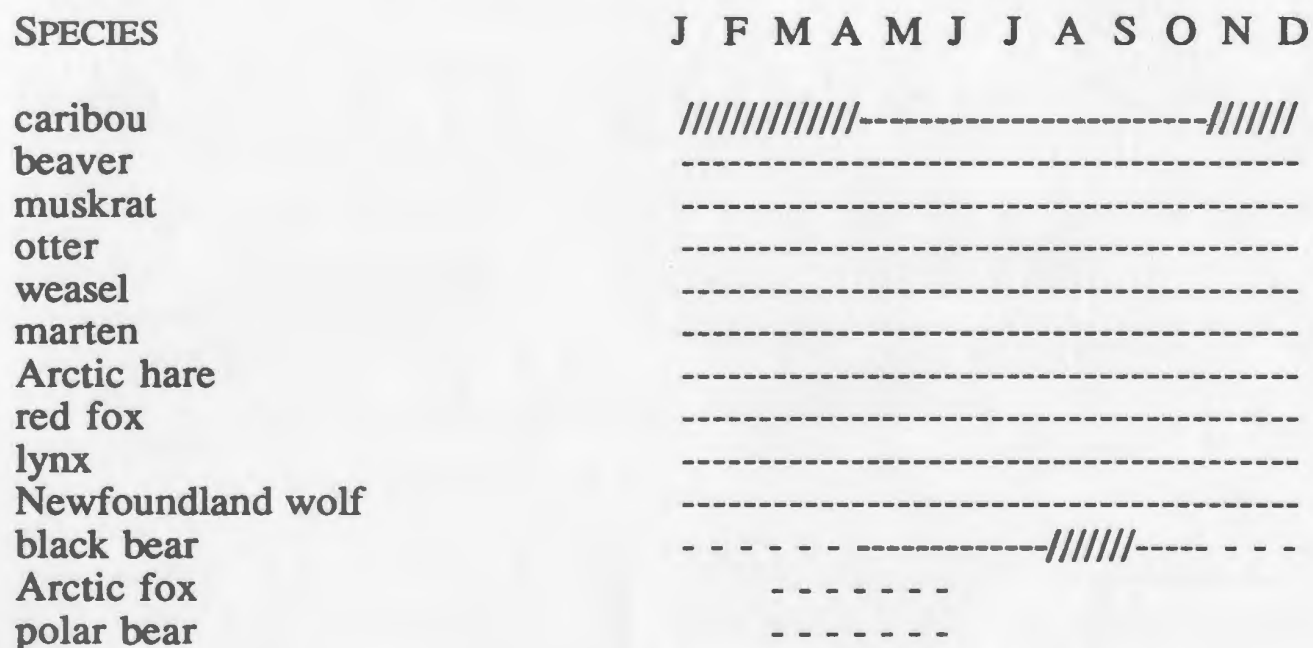 SPECIES J F M A M J J A S O N D
caribou //////////////----------------------///////
beaver ---------------------------------------
muskrat ---------------------------------------
otter ---------------------------------------
weasel ---------------------------------------
marten ---------------------------------------
Arctic hare ---------------------------------------
red fox ---------------------------------------
lynx ---------------------------------------
Newfoundland wolf ---------------------------------------
black bear - - - - - - ------------///////----- - - -
Arctic fox - - - - - - -
polar bear - - - - - - -